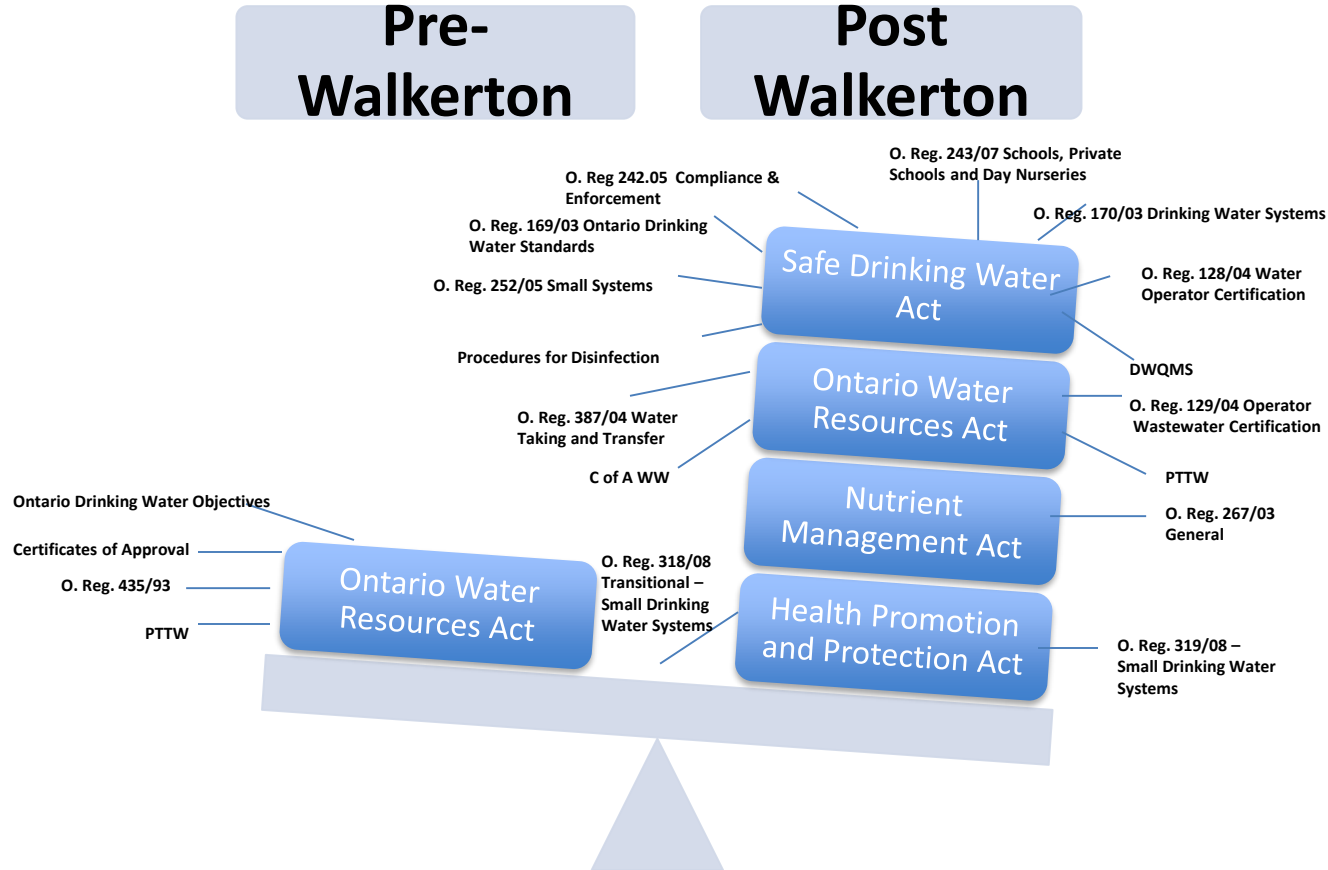 Pre-
Walkerton
Post
Walkerton
O. Reg. 243/07 Schools, Private
Schools and Day Nurseries
O. Reg 242.05  Compliance &
Enforcement
O. Reg. 170/03 Drinking Water Systems
O. Reg. 169/03 Ontario Drinking
Water Standards
Safe Drinking Water
Act
O. Reg. 128/04 Water
Operator Certification
O. Reg. 252/05 Small Systems
Procedures for Disinfection
DWQMS
Ontario Water
Resources Act
O. Reg. 129/04 Operator
Wastewater Certification
O. Reg. 387/04 Water
Taking and Transfer
C of A WW
PTTW
Nutrient
Management Act
O. Reg. 267/03
General
Ontario Drinking Water Objectives
Certificates of Approval
O. Reg. 435/93
PTTW
Ontario Water
Resources Act
O. Reg. 318/08
Transitional –
Small Drinking
Water Systems
Health Promotion
and Protection Act
O. Reg. 319/08 –
Small Drinking Water
Systems